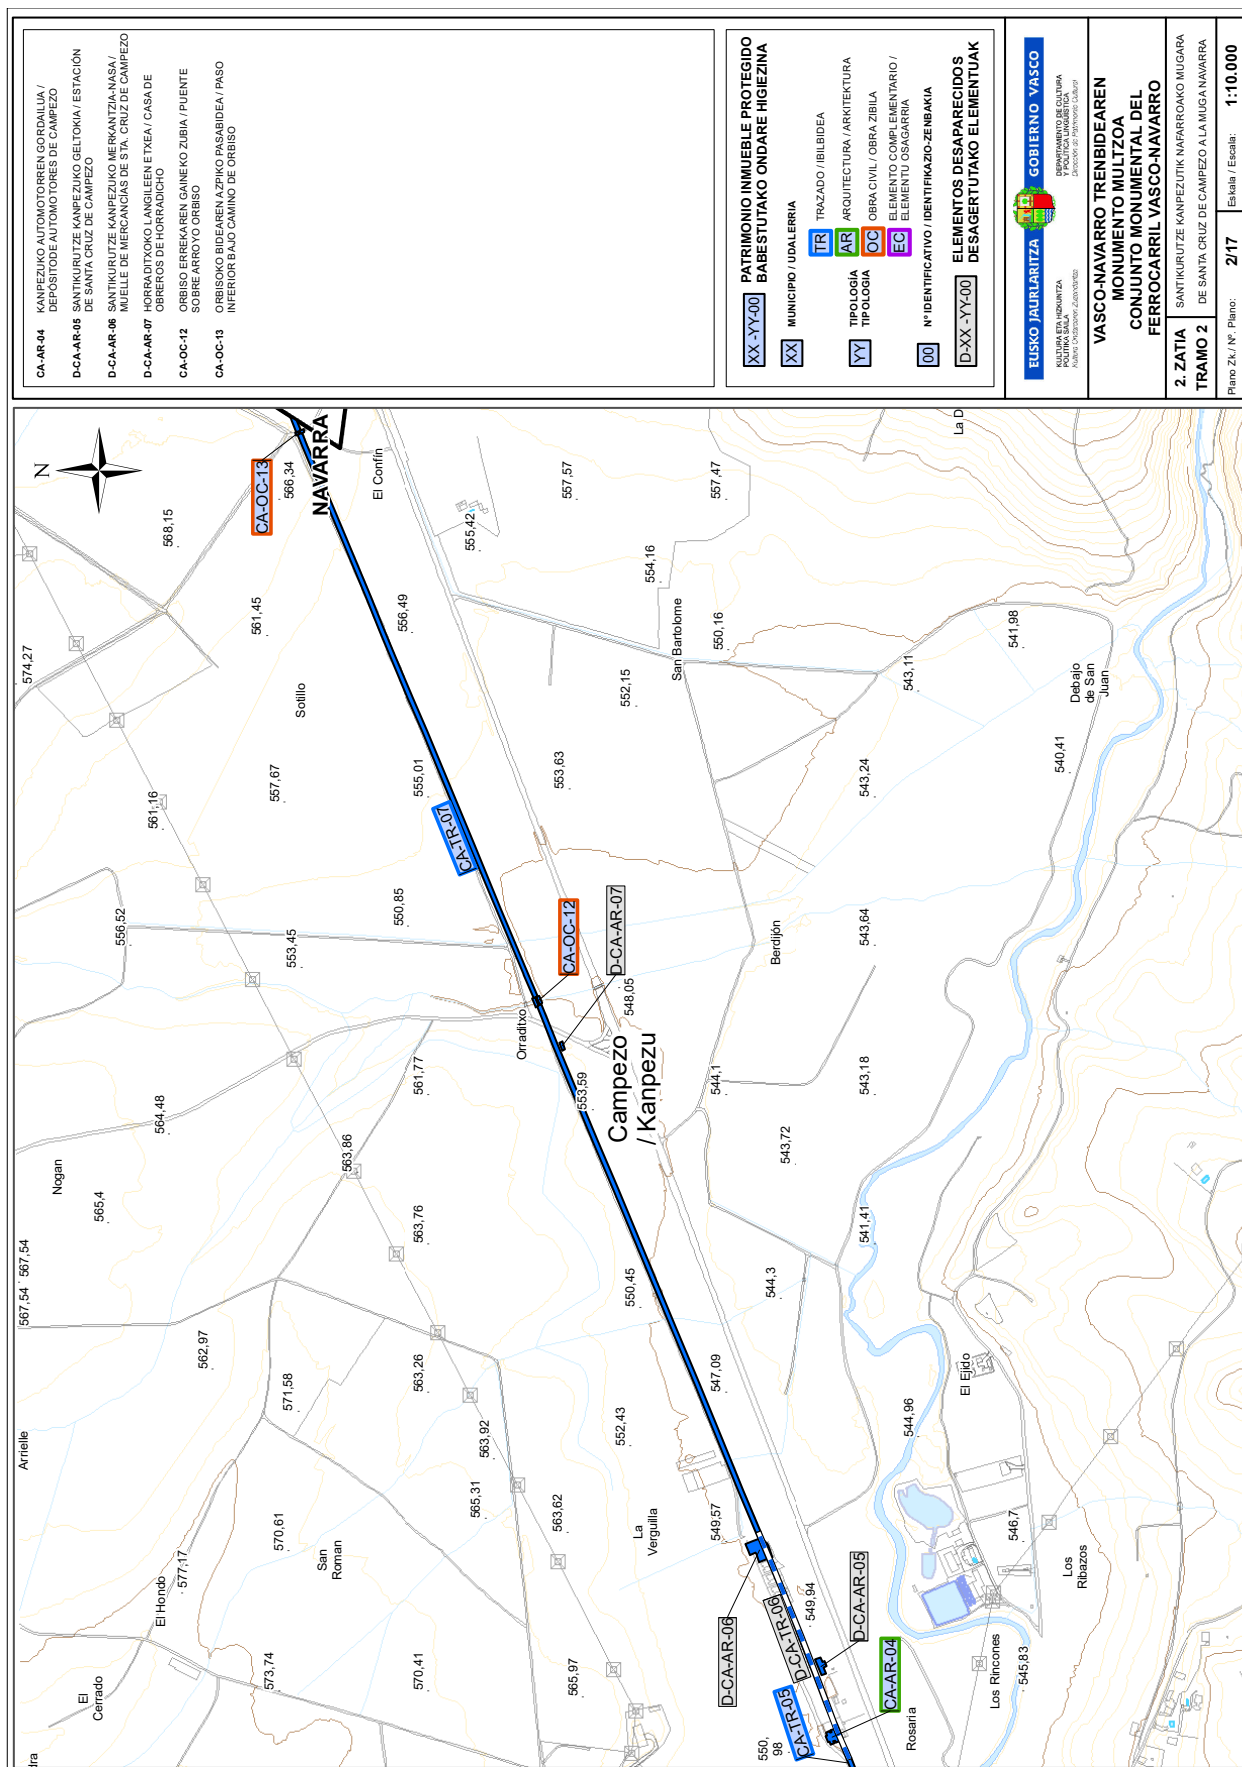 CA-AR-04 KANPEZUKO AUTOMOTORREN GORDAILUA /
DEPÓSITODE AUTOMOTORES DE CAMPEZO
D-CA-AR-05 SANTIKURUTZE KANPEZUKO GELTOKIA / ESTACIÓN
DE SANTA CRUZ DE CAMPEZO
D-CA-AR-06 SANTIKURUTZE KANPEZUKO MERKANTZIA-NASA /
MUELLE DE MERCANCÍAS DE STA. CRUZ DE CAMPEZO
D-CA-AR-07 HORRADITXOKO LANGILEEN ETXEA / CASA DE
OBREROS DE HORRADICHO
CA-OC-12 ORBISO ERREKAREN GAINEKO ZUBIA / PUENTE
SOBRE ARROYO ORBISO
CA-OC-13 ORBISOKO BIDEAREN AZPIKO PASABIDEA / PASO
INFERIOR BAJO CAMINO DE ORBISO
XX -YY-00 PATRIMONIO INMUEBLE PROTEGIDO
BABESTUTAKO ONDARE HIGIEZINA
XX MUNICIPIO / UDALERRIA
YY TIPOLOGÍA
TIPOLOGIA
TR TRAZADO / IBILBIDEA
AR ARQUITECTURA / ARKITEKTURA
OC OBRA CIVIL / OBRA ZIBILA
EC ELEMENTO COMPLEMENTARIO /
ELEMENTU OSAGARRIA
00 Nº IDENTIFICATIVO / IDENTIFIKAZIO-ZENBAKIA
D-XX -YY-00 ELEMENTOS DESAPARECIDOS
DESAGERTUTAKO ELEMENTUAK
EUSKO JAURLARITZA GOBIERNO VASCO
KULTURA ETA HIZKUNTZA
POLITIKA SAILA
Kultura Ondarearen Zuzendaritza
DEPARTAMENTO DE CULTURA
Y POLÍTICA LINGÜÍSTICA
Dirección de Patrimonio Cultural
VASCO-NAVARRO TRENBIDEAREN
MONUMENTU MULTZOA
CONJUNTO MONUMENTAL DEL
FERROCARRIL VASCO-NAVARRO
2. ZATIA
TRAMO 2
SANTIKURUTZE KANPEZUTIK NAFARROAKO MUGARA
DE SANTA CRUZ DE CAMPEZO A LA MUGA NAVARRA
Plano Zk./ Nº. Plano: 2/17 Eskala / Escala: 1:10.000
N
CA-OC-13
566,34
NAVARRA
El Confín
568,15
574,27
561,45
Sotillo
556,49
555,42
557,57
557,47
554,16
La D
San Bartolome
550,16
541,98
552,15
543,11
Debajo
de San
Juan
561,16
557,67
555,01
553,63
543,24
540,41
CA-TR-07
556,52
553,45
550,85
CA-OC-12
D-CA-AR-07
Berdijón
543,64
Orraditxo
548,05
Campezo
/ Kanpezu
564,48
561,77
553,59
544,1
543,18
Nogan
565,4
563,86
563,76
543,72
541,41
567,54 567,54
562,97
550,45
544,3
571,58
563,26
547,09
El Ejido
Arrielle
563,92
552,43
544,96
565,31
570,61
563,62
La
Verguilla
549,57
546,7
El Hondo
577,17
San
Roman
Los
Ribazos
D-CA-AR-06
D-CA-TR-06
549,94
D-CA-AR-05
El
Cerrado
573,74
570,41
565,97
CA-TR-05
CA-AR-04
Los Rincones
545,83
dra
550,
98
Rosaria